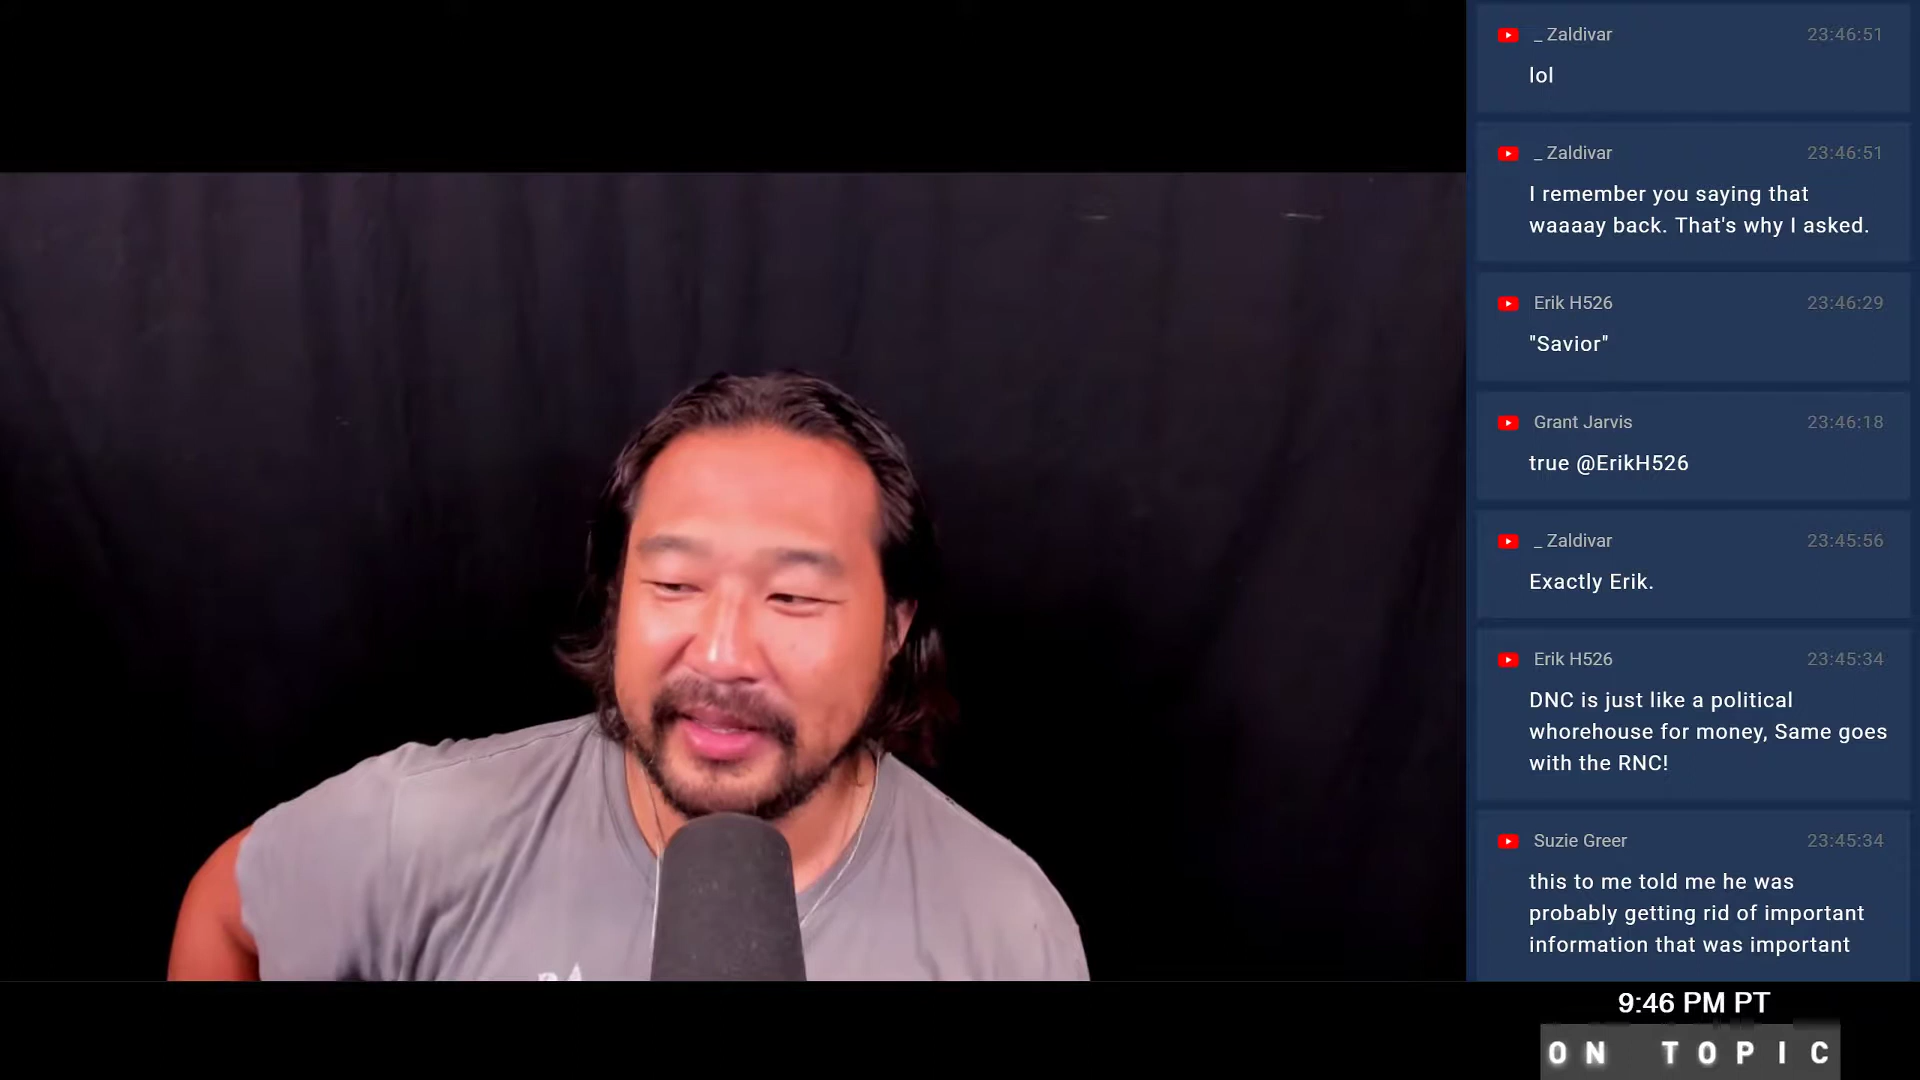 _ Zaldivar 23:46:51
lol
_ Zaldivar 23:46:51
I remember you saying that
waaaay back. That's why I asked.
Erik H526 23:46:29
"Savior"
Grant Jarvis 23:46:18
true @ErikH526
_ Zaldivar 23:45:56
Exactly Erik.
Erik H526 23:45:34
DNC is just like a political
whorehouse for money, Same goes
with the RNC!
Suzie Greer 23:45:34
this to me told me he was
probably getting rid of important
information that was important
9:46 PM PT
ON TOPIC